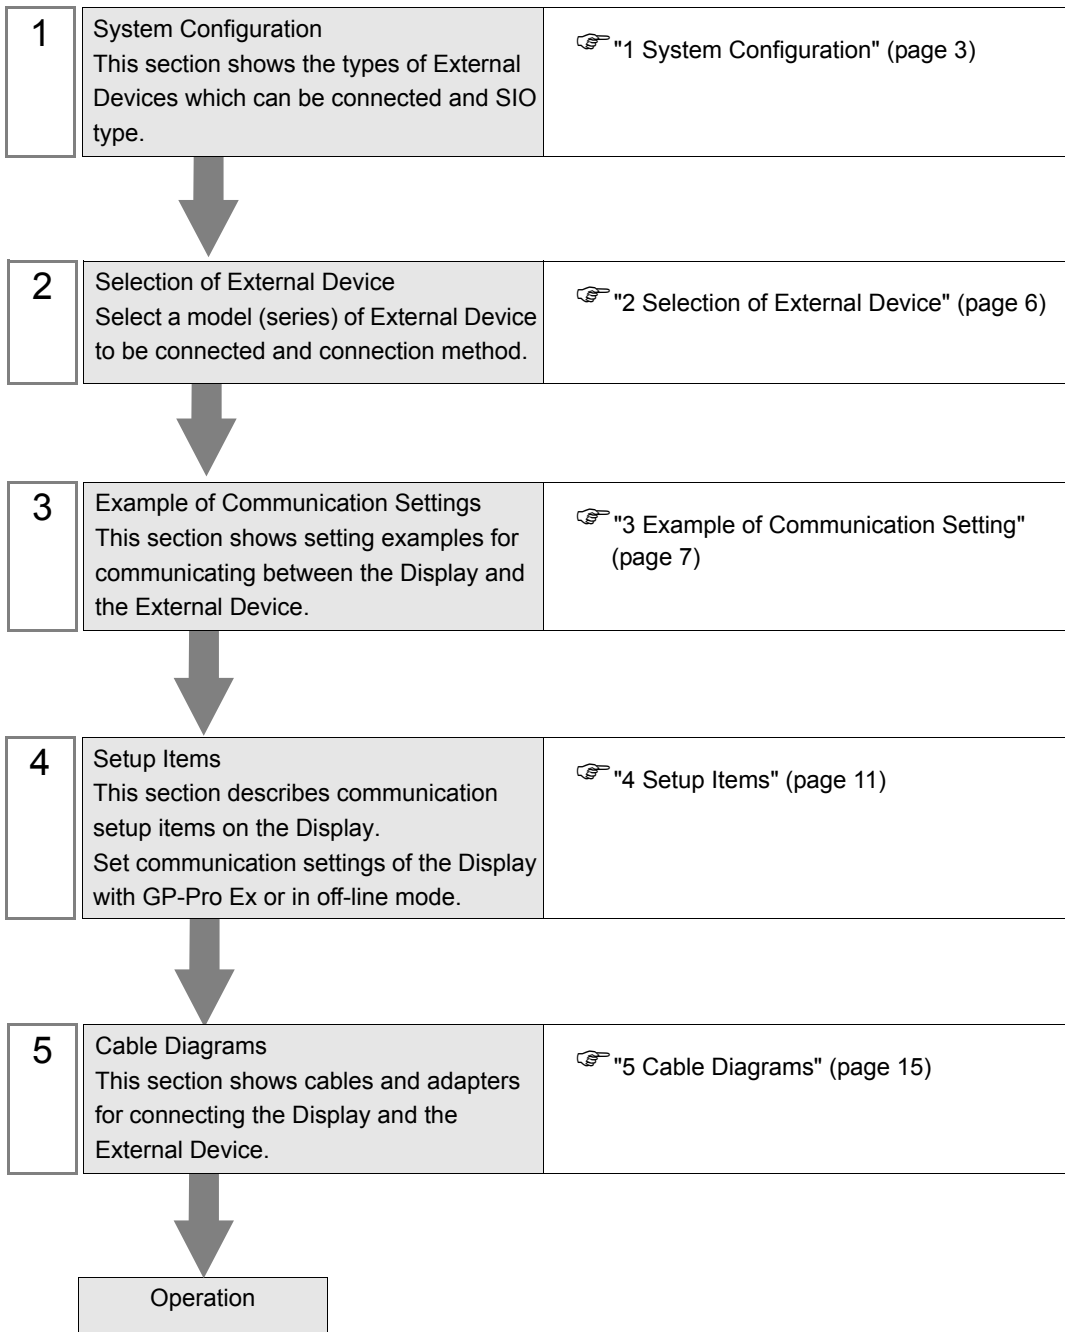 1
System Configuration
This section shows the types of External
Devices which can be connected and SIO
type.
"1 System Configuration" (page 3)
2
Selection of External Device
Select a model (series) of External Device
to be connected and connection method.
"2 Selection of External Device" (page 6)
3
Example of Communication Settings
This section shows setting examples for
communicating between the Display and
the External Device.
"3 Example of Communication Setting"
(page 7)
4
Setup Items
This section describes communication
setup items on the Display.
Set communication settings of the Display
with GP-Pro Ex or in off-line mode.
"4 Setup Items" (page 11)
5
Cable Diagrams
This section shows cables and adapters
for connecting the Display and the
External Device.
"5 Cable Diagrams" (page 15)
Operation